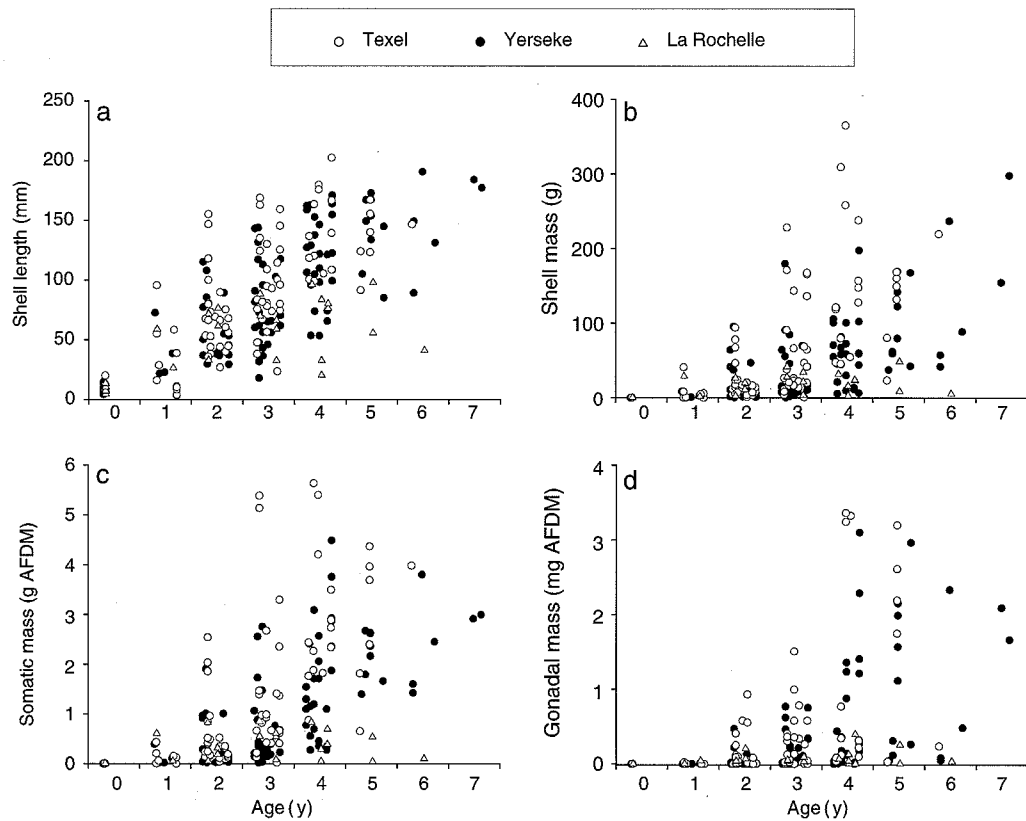 Texel Yerseke La Rochelle
a
Shell length (mm)
250
200
150
100
50
0
0 1 2 3 4 5 6 7
b
Shell mass (g)
400
300
200
100
0
0 1 2 3 4 5 6 7
c
Somatic mass (g AFDM)
6
5
4
3
2
1
0
0 1 2 3 4 5 6 7
Age (y)
d
Gonadal mass (mg AFDM)
4
3
2
1
0
0 1 2 3 4 5 6 7
Age (y)